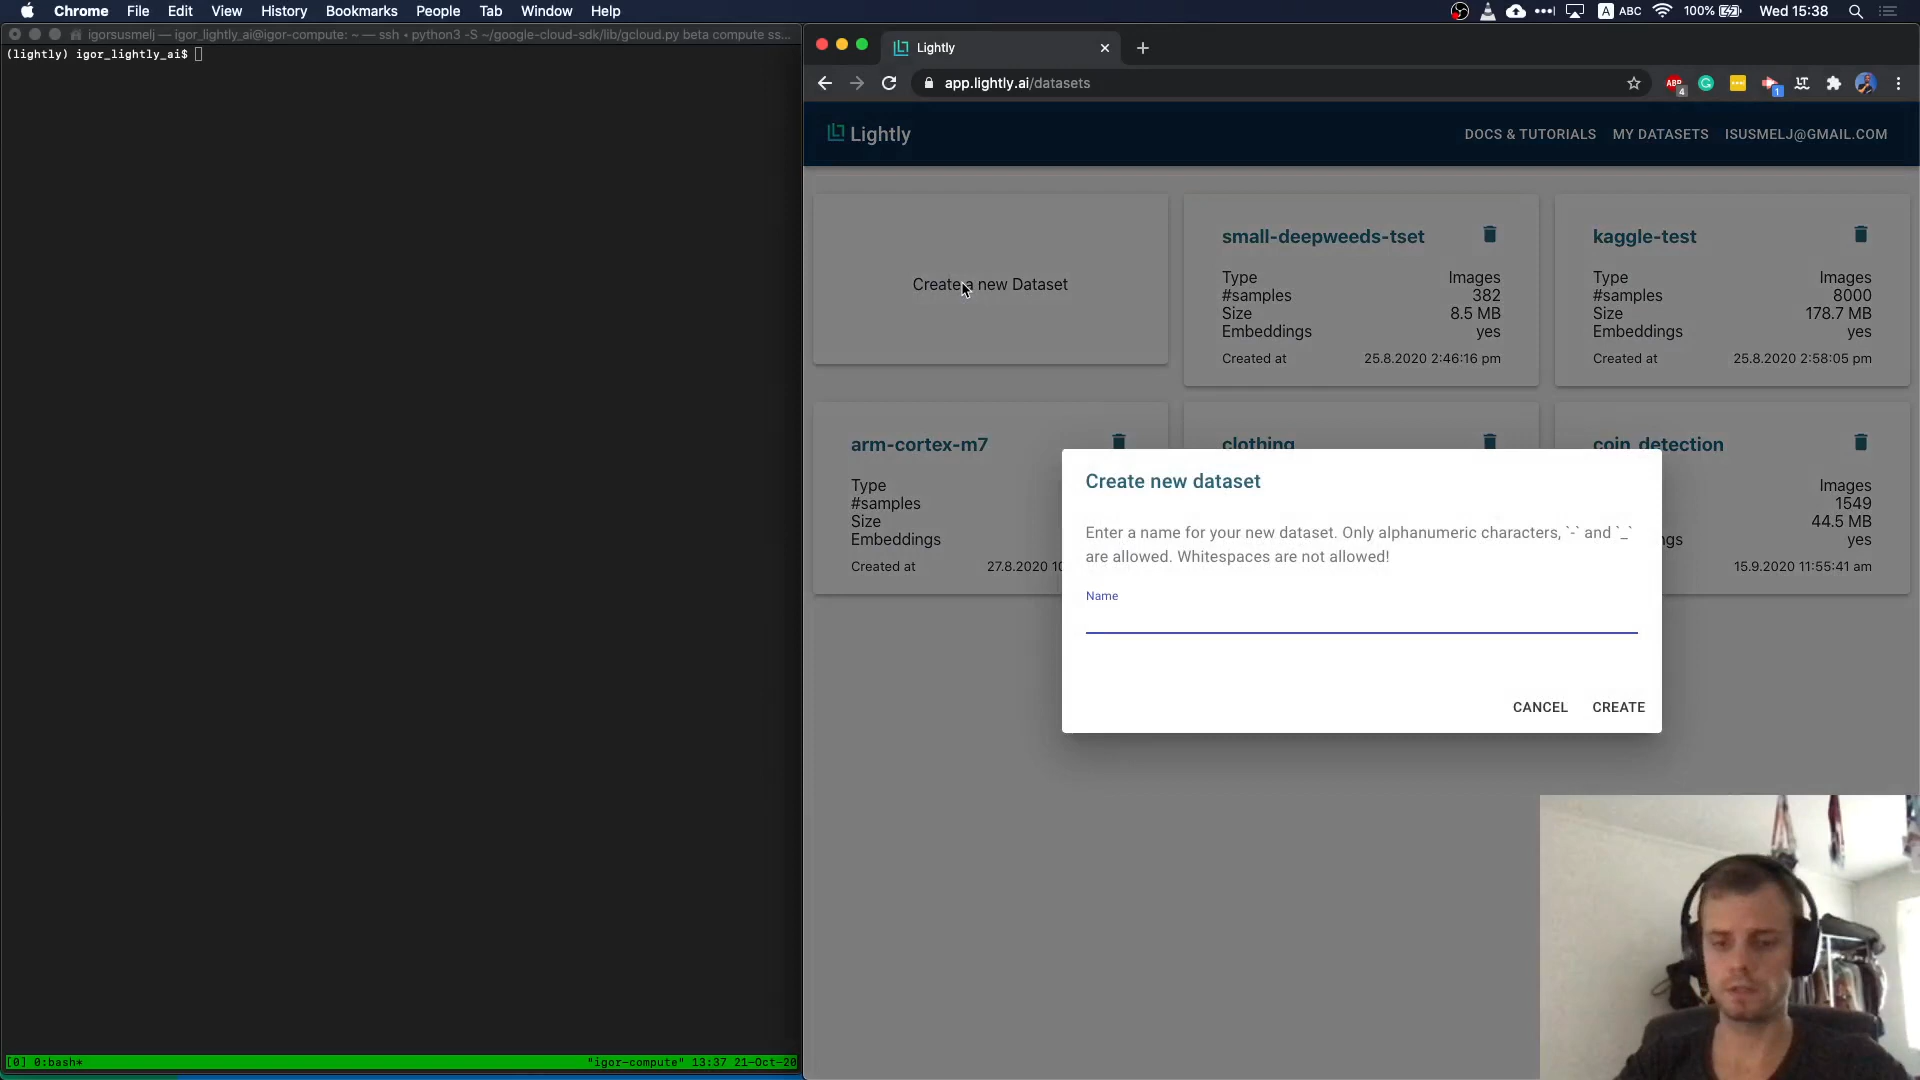 Chrome File Edit View History Bookmarks People Tab Window Help
A ABC 100% Wed 15:38
igorsusmelj — igor_lightly_ai@igor-compute: ~ — ssh • python3 -S ~/google-cloud-sdk/lib/gcloud.py beta compute ss...
(lightly) igor_lightly_ai$
[0] 0:bash*
"igor-compute" 13:37 21-Oct-20
Lightly
app.lightly.ai/datasets
ABP 4 1
Lightly
DOCS & TUTORIALS MY DATASETS ISUSMELJ@GMAIL.COM
Create a new Dataset
small-deepweeds-tset
Type Images
#samples 382
Size 8.5 MB
Embeddings yes
Created at 25.8.2020 2:46:16 pm
kaggle-test
Type Images
#samples 8000
Size 178.7 MB
Embeddings yes
Created at 25.8.2020 2:58:05 pm
arm-cortex-m7
Type
#samples
Size
Embeddings
Created at 27.8.2020 10
clothing
coin_detection
Images
1549
44.5 MB
ngs yes
15.9.2020 11:55:41 am
Create new dataset
Enter a name for your new dataset. Only alphanumeric characters, `-` and `_`
are allowed. Whitespaces are not allowed!
Name
CANCEL CREATE